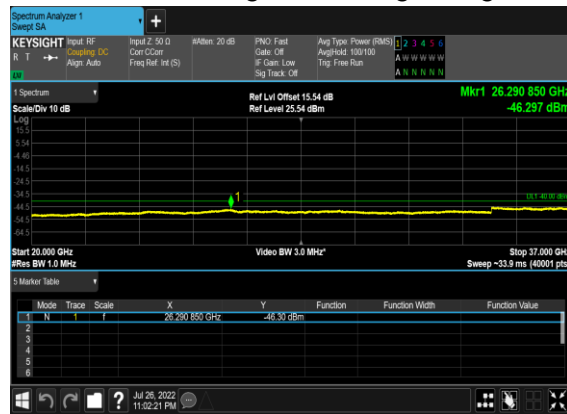 Spectrum Analyzer 1
Swept SA
+
KEYSIGHT Input: RF Input Z: 50 Ω #Atten: 20 dB PNO: Fast Avg Type: Power (RMS) 1 2 3 4 5 6
R T Coupling: DC Corr CCorr Gate: Off Avg|Hold: 100/100 A W W W W W
Align: Auto Freq Ref: Int (S) IF Gain: Low Trig: Free Run
Sig Track: Off A N N N N N
1 Spectrum Ref Lvl Offset 15.54 dB Mkr1 26.290 850 GHz
Scale/Div 10 dB Ref Level 25.54 dBm -46.297 dBm
Log
15.5
5.54
-4.46
-14.5
-24.5
-34.5
1
DL1 -40.00 dBm
-44.5
-54.5
-64.5
Start 20.000 GHz Video BW 3.0 MHz* Stop 37.000 GHz
#Res BW 1.0 MHz Sweep ~33.9 ms (40001 pts)
5 Marker Table
Mode Trace Scale X Y Function Function Width Function Value
1 N 1 f 26.290 850 GHz -46.30 dBm
2
3
4
5
6
? Jul 26, 2022
11:02:21 PM